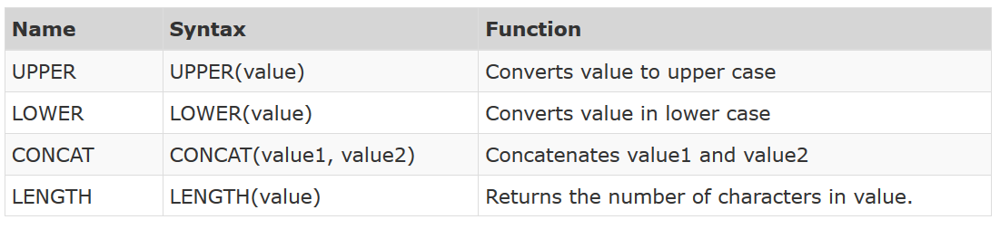 Name Syntax Function
UPPER UPPER(value) Converts value to upper case
LOWER LOWER(value) Converts value in lower case
CONCAT CONCAT(value1, value2) Concatenates value1 and value2
LENGTH LENGTH(value) Returns the number of characters in value.